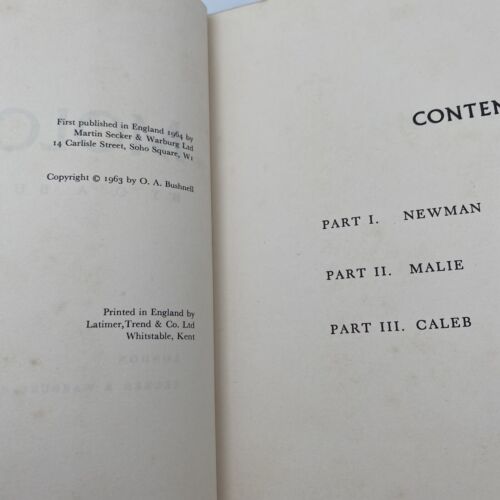 First published in England 1964 by
Martin Secker & Warburg Ltd
14 Carlisle Street, Soho Square, W1
Copyright © 1963 by O. A. Bushnell
Printed in England by
Latimer, Trend & Co. Ltd
Whitstable, Kent
CONTEN
PART I. NEWMAN
PART II. MALIE
PART III. CALEB